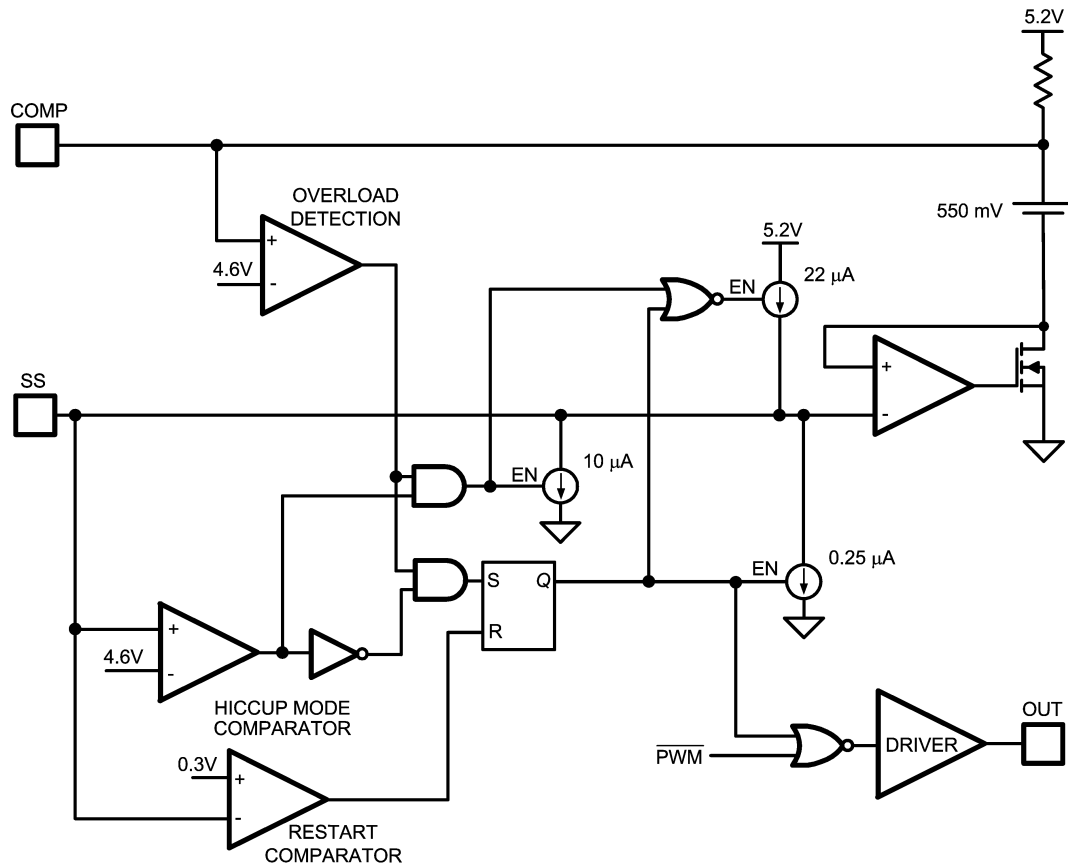 5.2V
COMP
OVERLOAD
DETECTION
+
4.6V
-
550 mV
5.2V
EN
22 μA
SS
+
-
EN
10 μA
S
Q
R
EN
0.25 μA
+
4.6V
-
HICCUP MODE
COMPARATOR
0.3V
+
-
RESTART
COMPARATOR
PWM
DRIVER
OUT